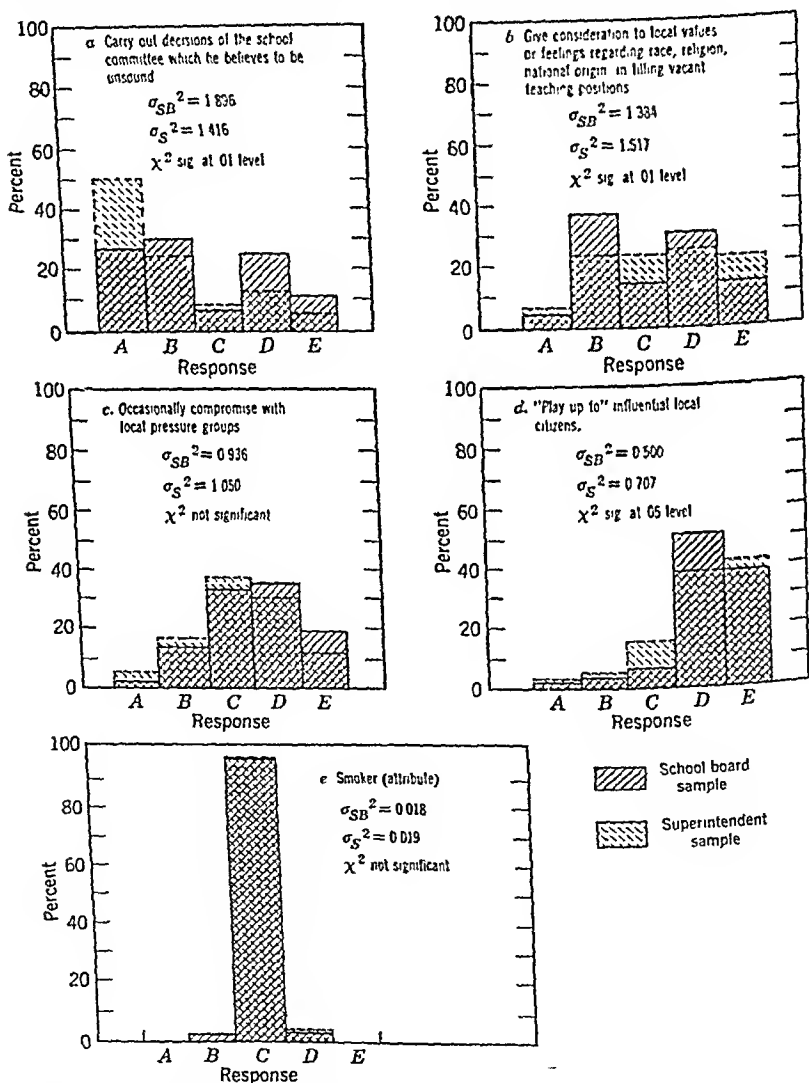 a Carry out decisions of the school
committee which he believes to be
unsound
σSB² = 1 896
σS² = 1 416
χ² sig at 01 level
Percent
100
80
60
40
20
0
A B C D E
Response
b Give consideration to local values
or feelings regarding race, religion,
national origin in filling vacant
teaching positions
σSB² = 1 384
σS² = 1.517
χ² sig at 01 level
Percent
100
80
60
40
20
0
A B C D E
Response
c. Occasionally compromise with
local pressure groups
σSB² = 0 936
σS² = 1 050
χ² not significant
Percent
100
80
60
40
20
0
A B C D E
Response
d. "Play up to" influential local
citizens.
σSB² = 0 500
σS² = 0 707
χ² sig at 05 level
Percent
100
80
60
40
20
0
A B C D E
Response
e Smoker (attribute)
σSB² = 0 018
σS² = 0 019
χ² not significant
Percent
100
80
60
40
20
0
A B C D E
Response
School board
sample
Superintendent
sample